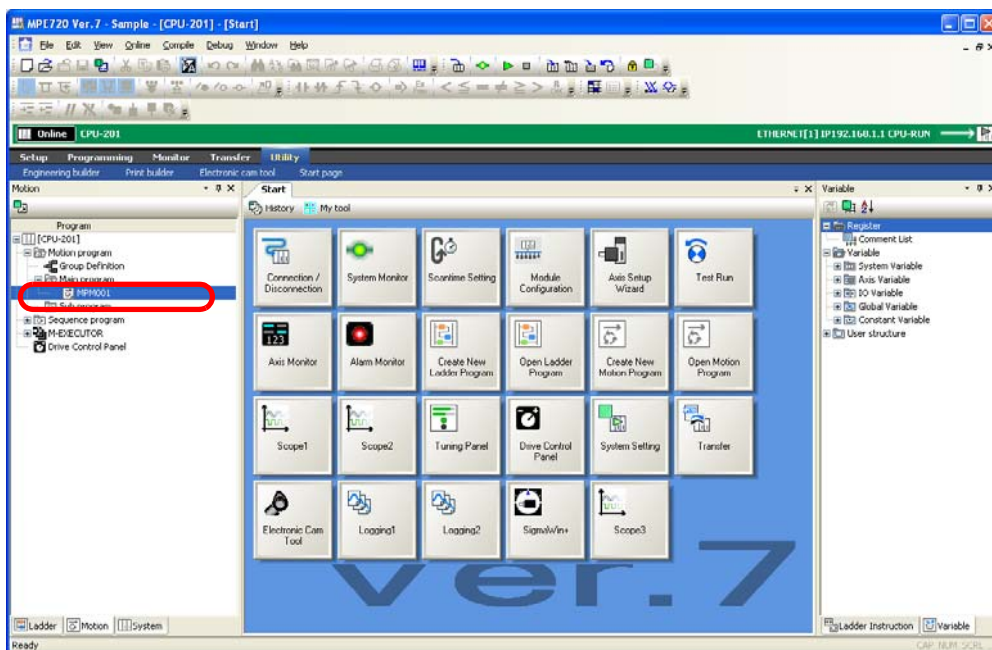 MPE720 Ver.7 - Sample - [CPU-201] - [Start]
File Edit View Online Compile Debug Window Help
Online CPU-201 ETHERNET[1] IP192.168.1.1 CPU-RUN
Setup Programming Monitor Transfer Utility
Engineering builder Print builder Electronic cam tool Start page
Motion
Program
[CPU-201]
Motion program
Group Definition
Main program
MPM001
Sub program
Sequence program
M-EXECUTOR
Drive Control Panel
Start
History My tool
Connection /
Disconnection
System Monitor
Scantime Setting
Module
Configuration
Axis Setup
Wizard
Test Run
Axis Monitor
Alarm Monitor
Create New
Ladder Program
Open Ladder
Program
Create New
Motion Program
Open Motion
Program
Scope1
Scope2
Tuning Panel
Drive Control
Panel
System Setting
Transfer
Electronic Cam
Tool
Logging1
Logging2
SigmaWin+
Scope3
ver.7
Variable
Register
Comment List
Variable
System Variable
Axis Variable
IO Variable
Global Variable
Constant Variable
User structure
Ladder Motion System
Ladder Instruction Variable
Ready
CAP NUM SCRL